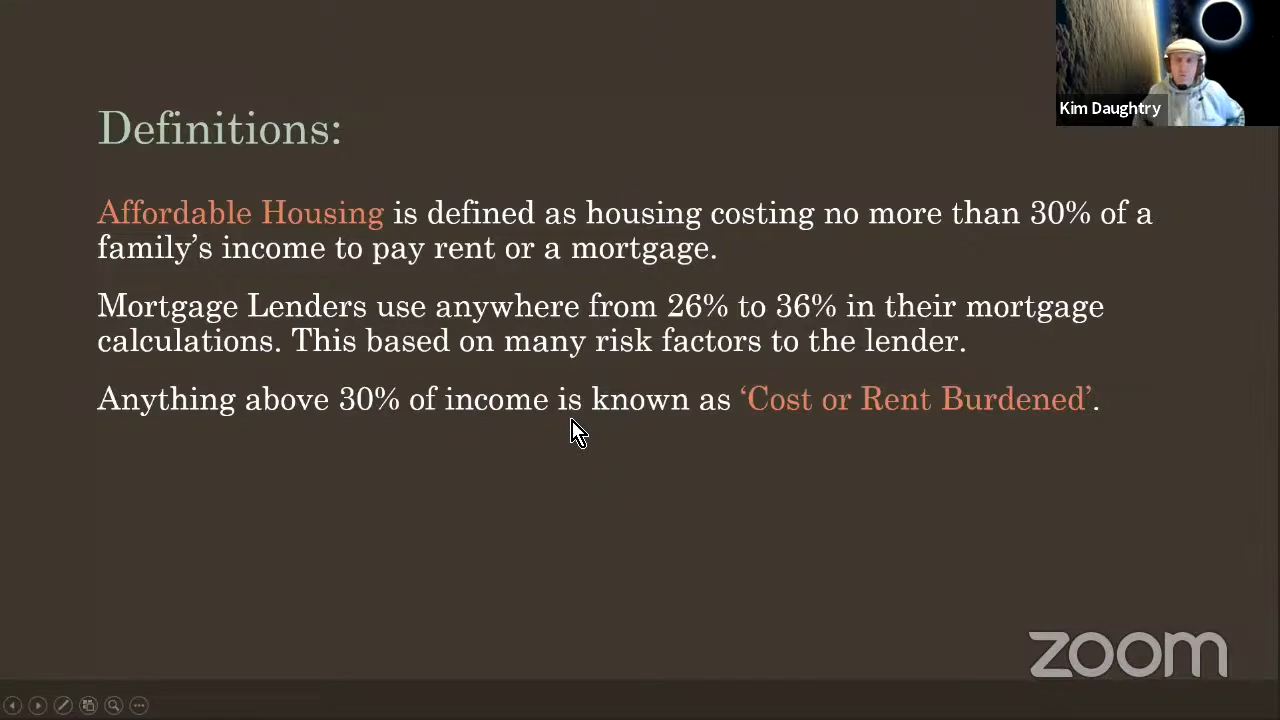 Kim Daughtry
Definitions:
Affordable Housing is defined as housing costing no more than 30% of a
family’s income to pay rent or a mortgage.
Mortgage Lenders use anywhere from 26% to 36% in their mortgage
calculations. This based on many risk factors to the lender.
Anything above 30% of income is known as ‘Cost or Rent Burdened’.
zoom